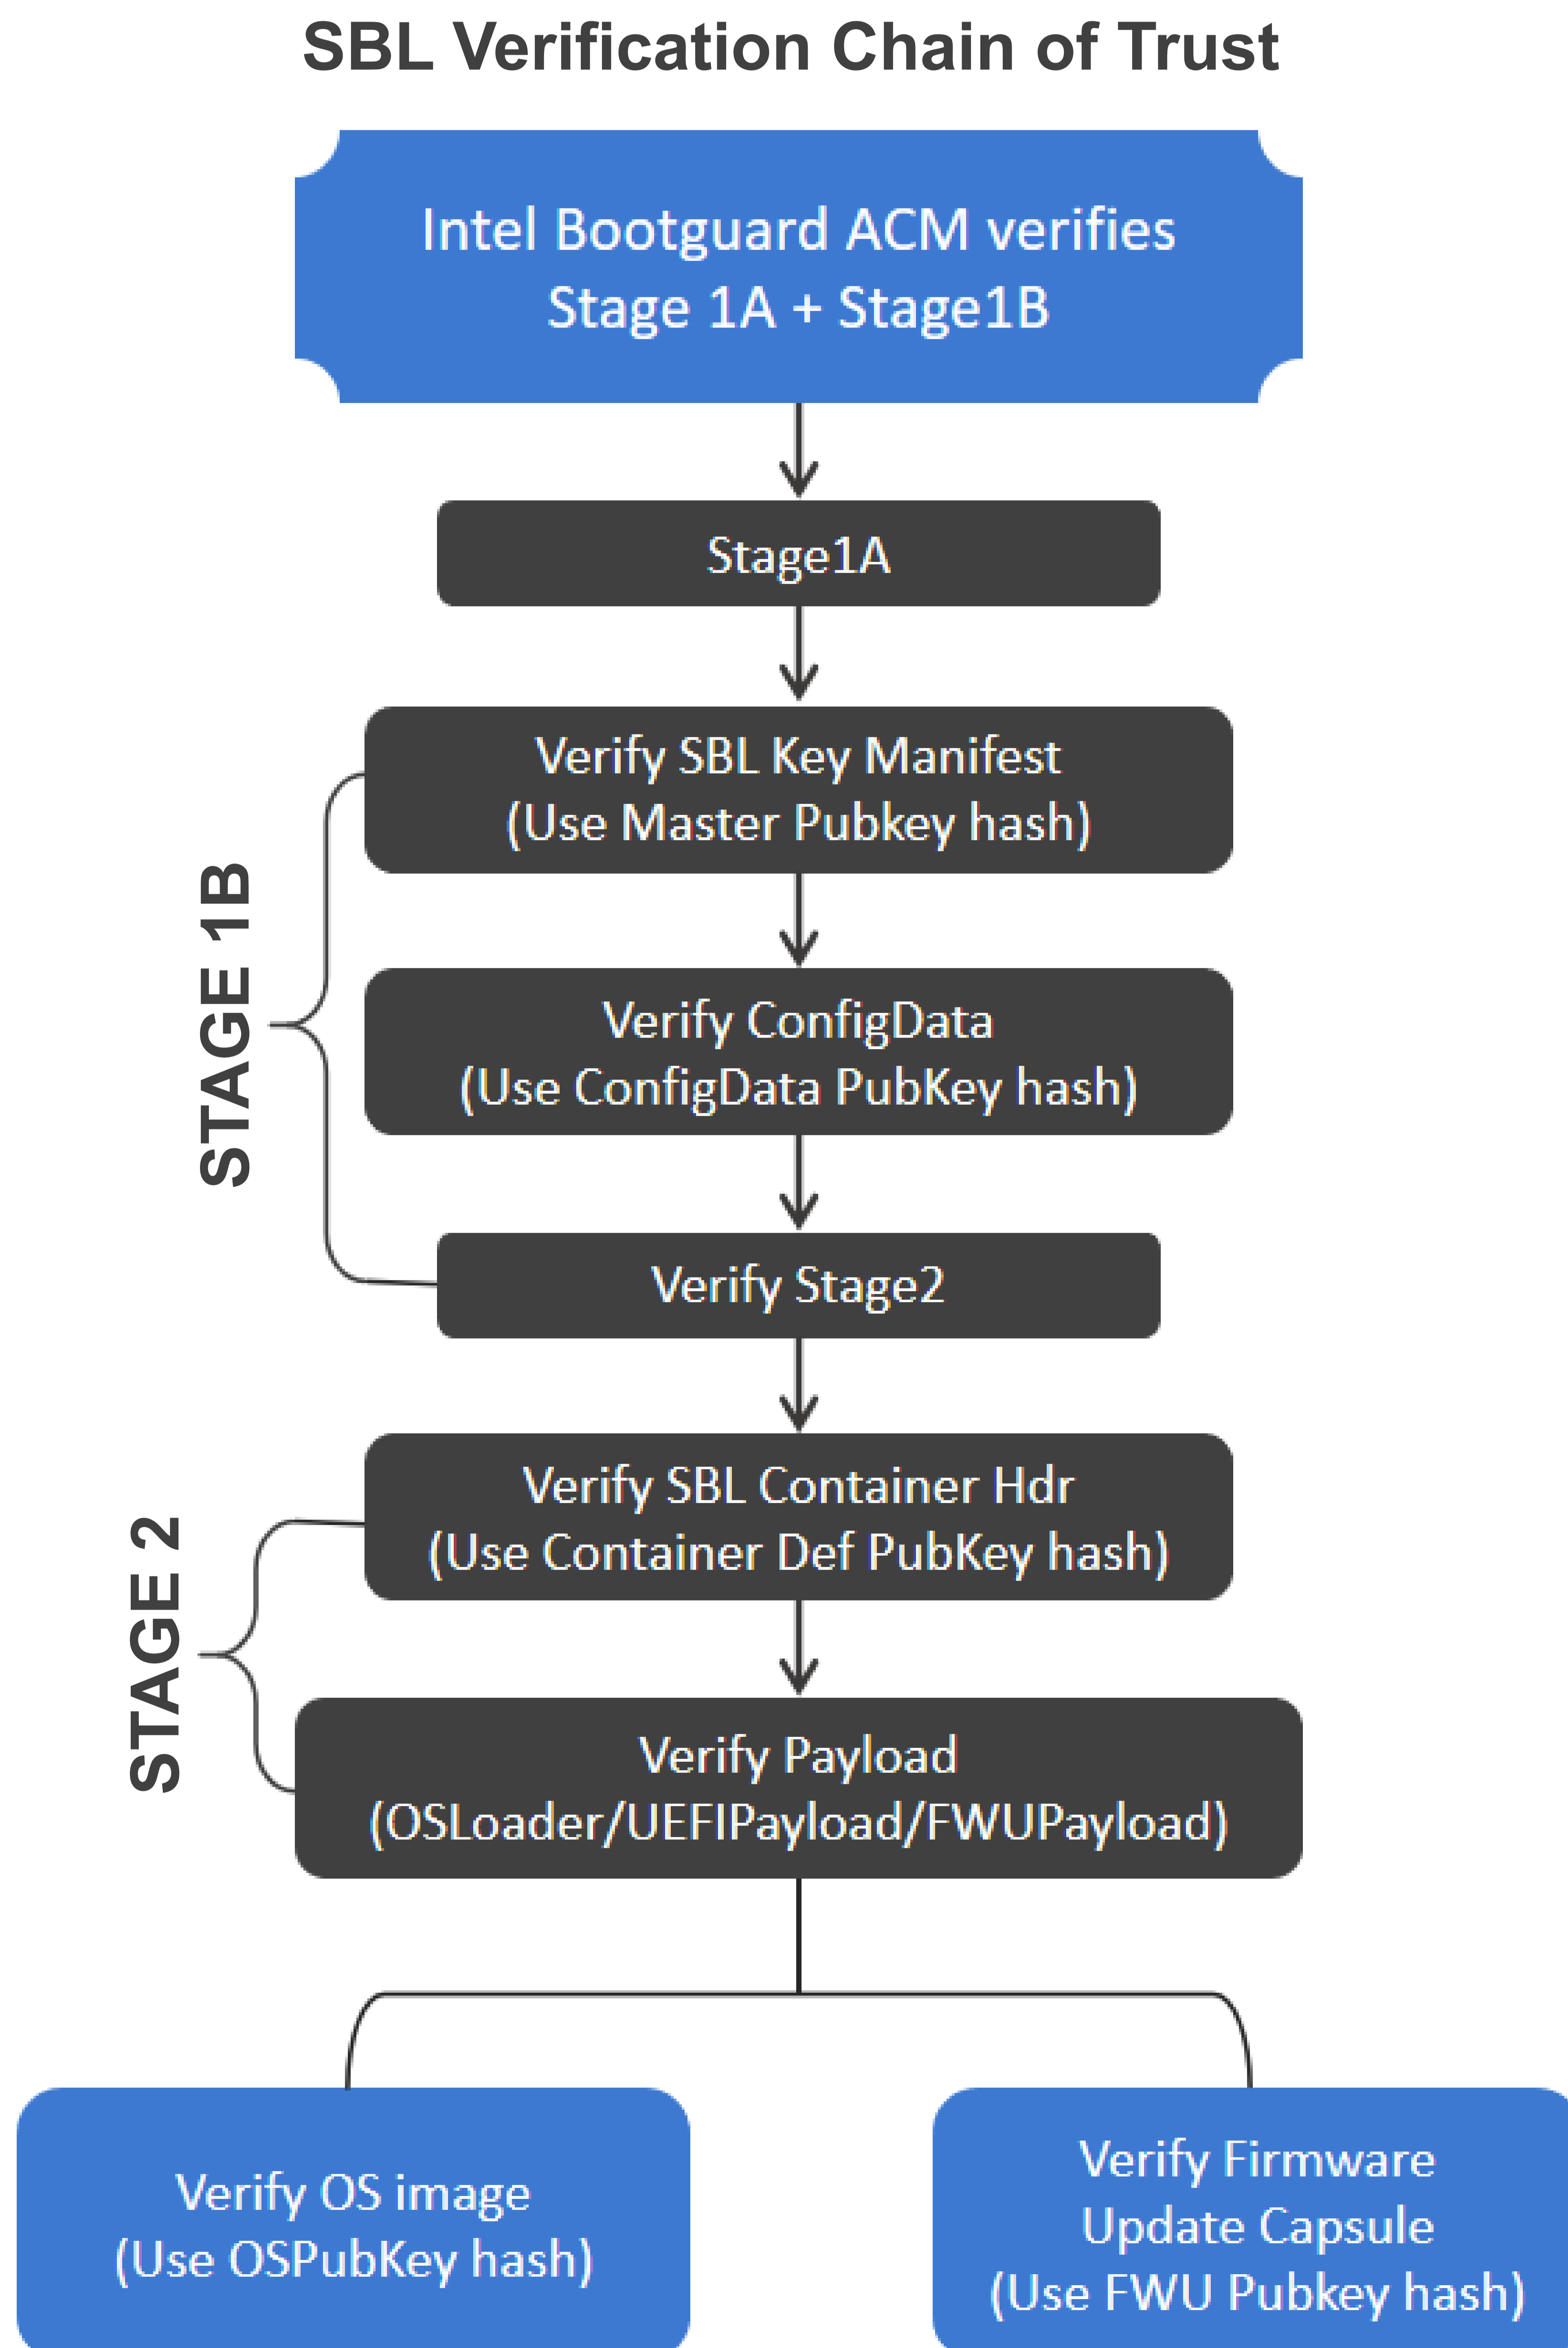 SBL Verification Chain of Trust
Intel Bootguard ACM verifies
Stage 1A + Stage1B
Stage1A
STAGE 1B
Verify SBL Key Manifest
(Use Master Pubkey hash)
Verify ConfigData
(Use ConfigData PubKey hash)
Verify Stage2
STAGE 2
Verify SBL Container Hdr
(Use Container Def PubKey hash)
Verify Payload
(OSLoader/UEFIPayload/FWUPayload)
Verify OS image
(Use OSPubKey hash)
Verify Firmware
Update Capsule
(Use FWU Pubkey hash)